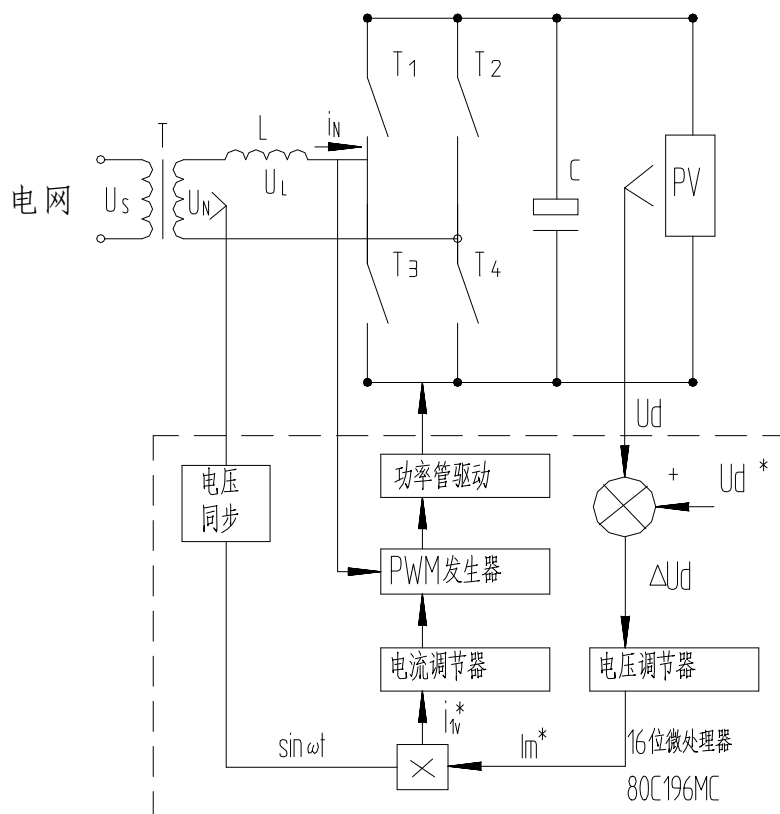 T1
T2
T
L
iN
电网
US
UN
UL
C
PV
T3
T4
Ud
电压
同步
功率管驱动
+
Ud *
PWM发生器
ΔUd
电流调节器
电压调节器
i1v*
sin ωt
×
Im*
16位微处理器
80C196MC